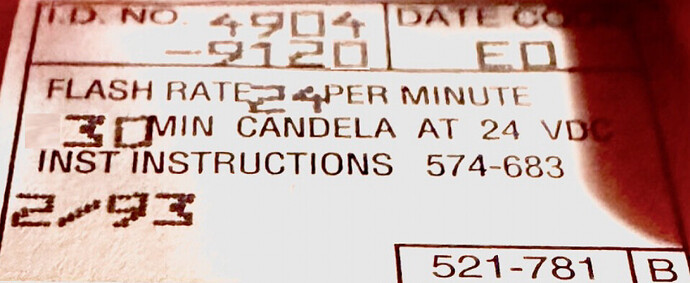 I.D. NO. 4904 DATE CODE
-9120 ED
FLASH RATE 24 PER MINUTE
30 MIN CANDELA AT 24 VDC
INST INSTRUCTIONS 574-683
2/93
521-781 B